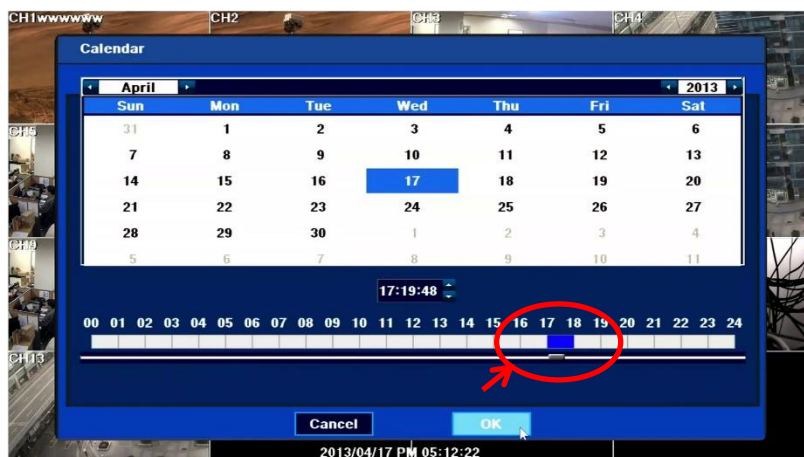 CH1wwwwww CH2 CH3 CH4
Calendar
April 2013
Sun Mon Tue Wed Thu Fri Sat
31 1 2 3 4 5 6
7 8 9 10 11 12 13
14 15 16 17 18 19 20
21 22 23 24 25 26 27
28 29 30 1 2 3 4
5 6 7 8 9 10 11
CH5
CH9
17:19:48
00 01 02 03 04 05 06 07 08 09 10 11 12 13 14 15 16 17 18 19 20 21 22 23 24
CH13
Cancel OK
2013/04/17 PM 05:12:22